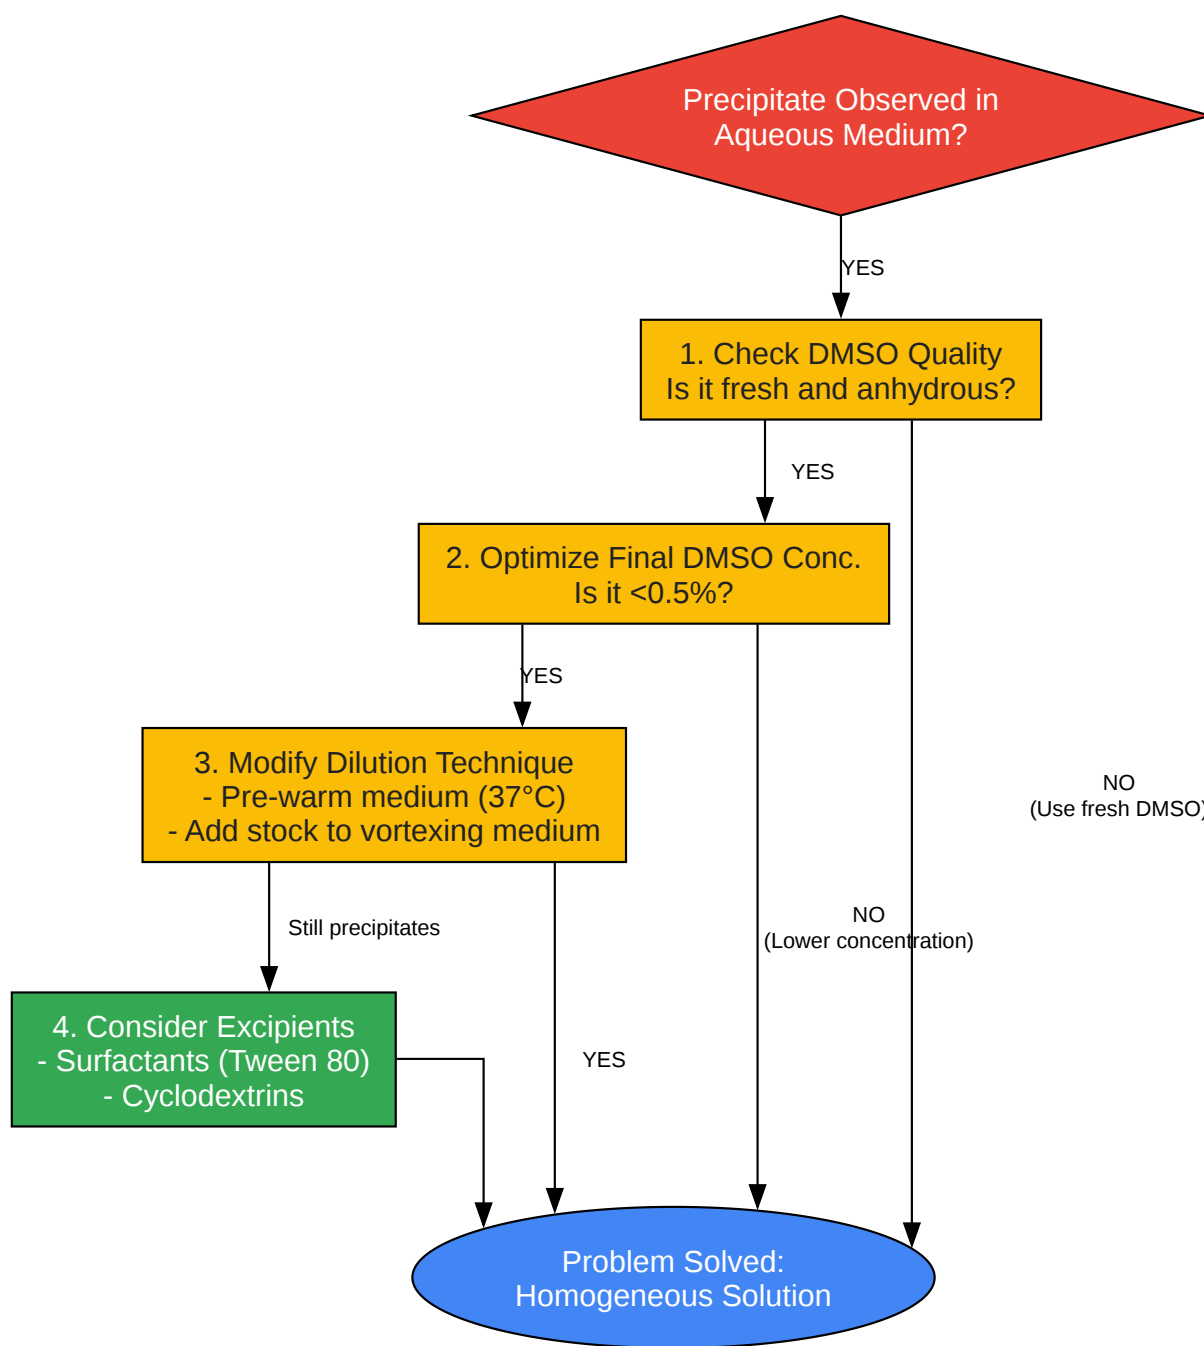 Precipitate Observed in
Aqueous Medium?
YES
1. Check DMSO Quality
Is it fresh and anhydrous?
YES
2. Optimize Final DMSO Conc.
Is it <0.5%?
YES
3. Modify Dilution Technique
- Pre-warm medium (37°C)
- Add stock to vortexing medium
NO
(Use fresh DMSO)
Still precipitates
NO
(Lower concentration)
4. Consider Excipients
- Surfactants (Tween 80)
- Cyclodextrins
YES
Problem Solved:
Homogeneous Solution